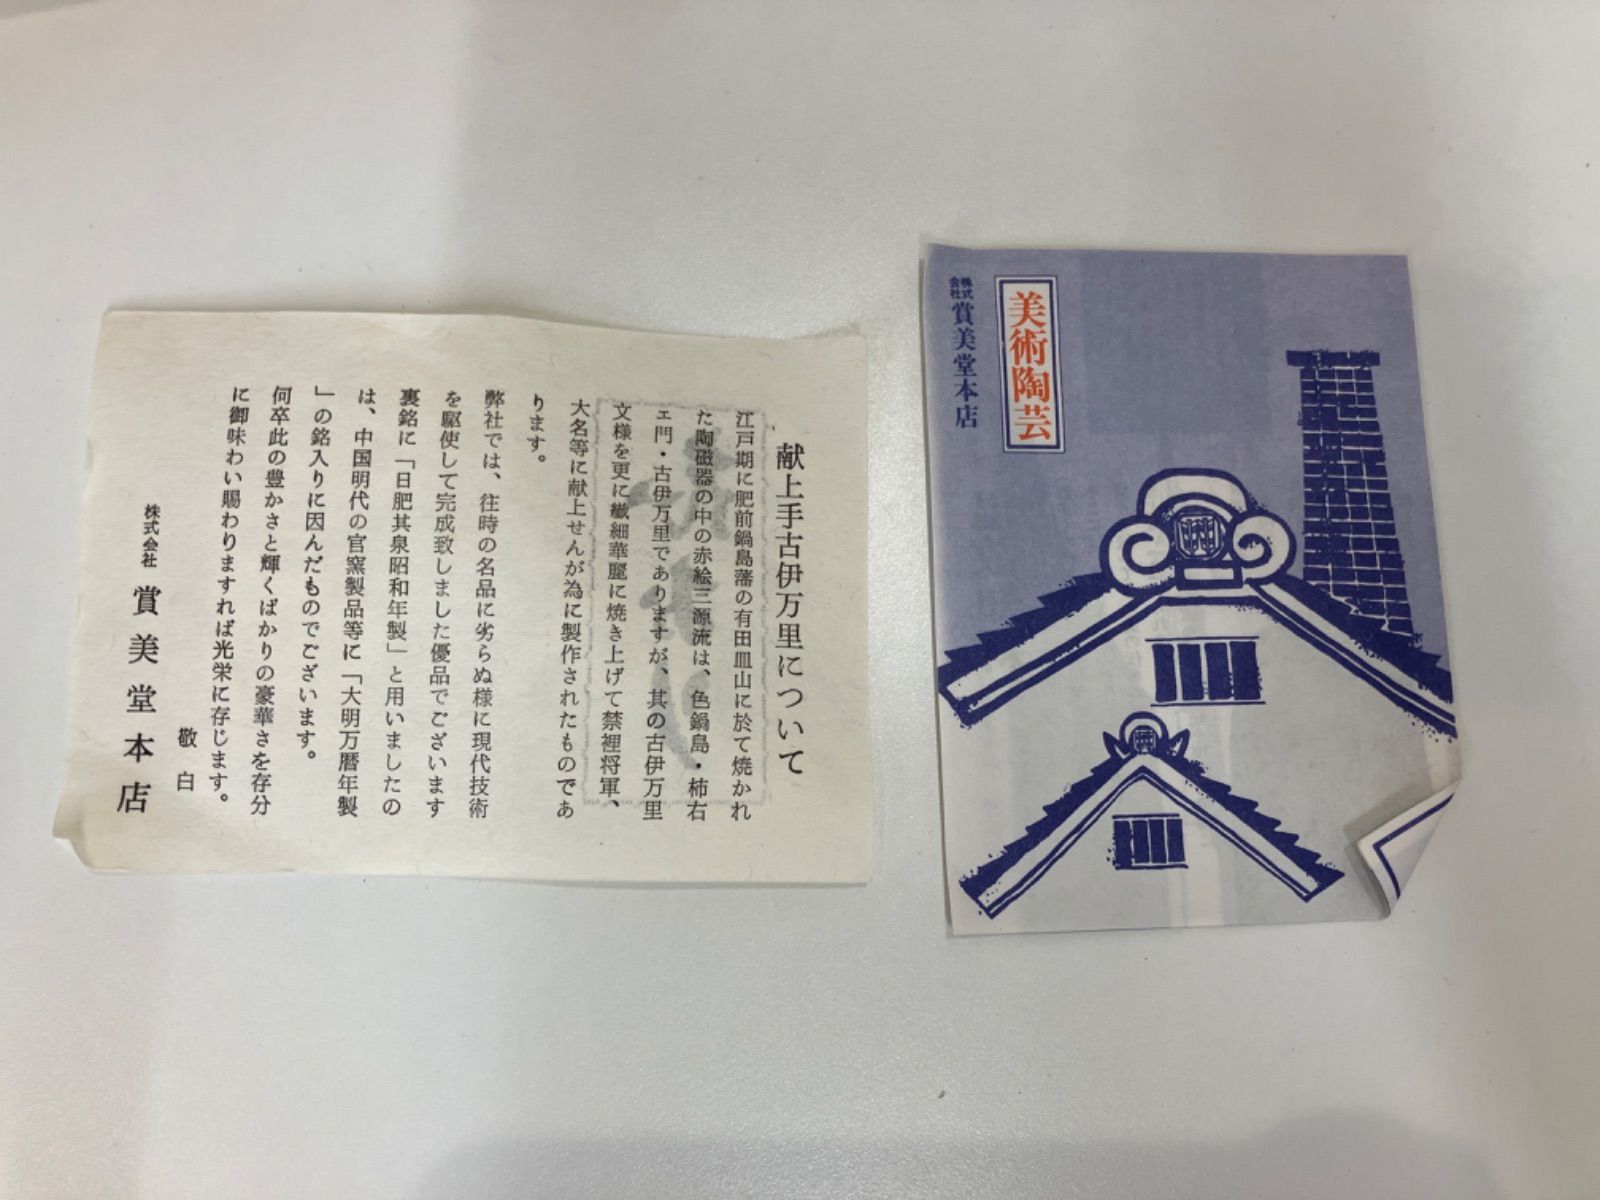 献上手古伊万里について
江戸期に肥前鍋島藩の有田皿山に於て焼かれ
た陶磁器の中の赤絵三源流は、色鍋島・柿右
ェ門・古伊万里でありますが、其の古伊万里
文様を更に繊細華麗に焼き上げて禁裡将軍、
大名等に献上せんが為に製作されたものであ
ります。
弊社では、往時の名品に劣らぬ様に現代技術
を駆使して完成致しました優品でございます
裏銘に「日肥其泉昭和年製」と用いましたの
は、中国明代の官窯製品等に「大明万暦年製
」の銘入りに因んだものでございます。
何卒此の豊かさと輝くばかりの豪華さを存分
に御味わい賜わりますれば光栄に存じます。
敬白
株式会社 賞美堂本店
美術陶芸
株式会社 賞美堂本店